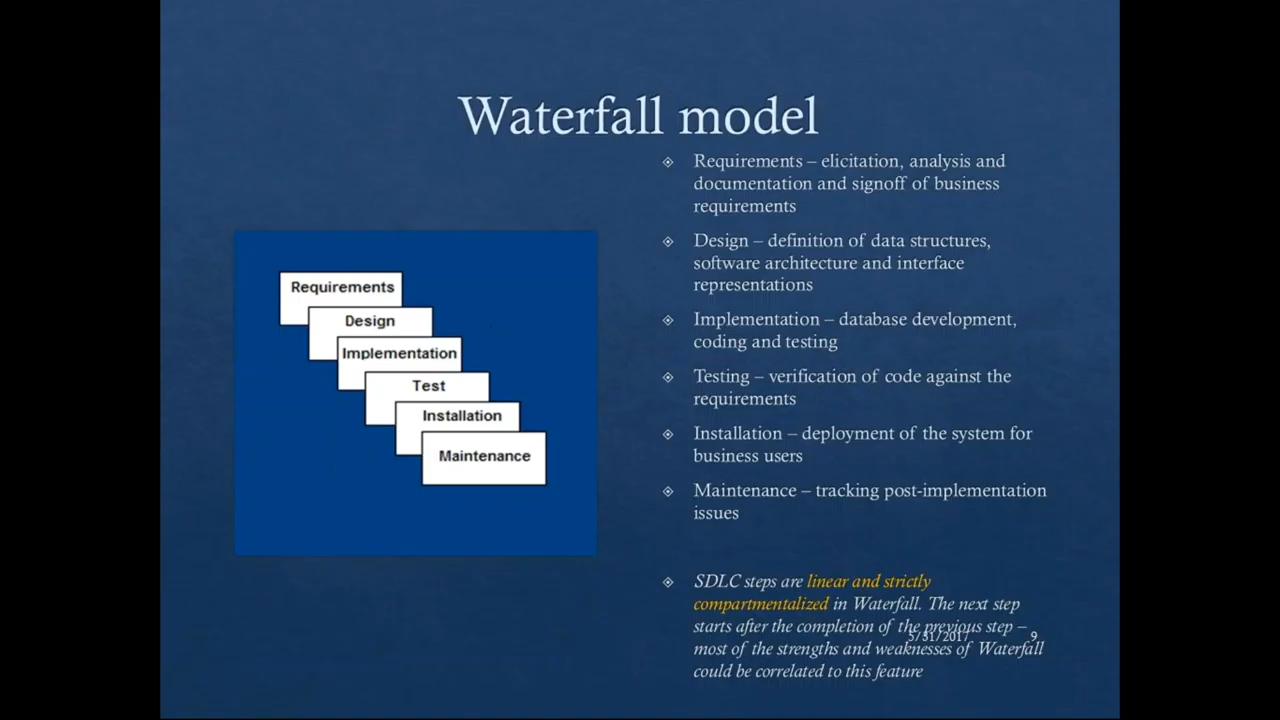 Waterfall model
Requirements
Design
Implementation
Test
Installation
Maintenance
Requirements – elicitation, analysis and
documentation and signoff of business
requirements
Design – definition of data structures,
software architecture and interface
representations
Implementation – database development,
coding and testing
Testing – verification of code against the
requirements
Installation – deployment of the system for
business users
Maintenance – tracking post-implementation
issues
SDLC steps are linear and strictly
compartmentalized in Waterfall. The next step
starts after the completion of the previous step –
most of the strengths and weaknesses of Waterfall
could be correlated to this feature
5/31/2017
9